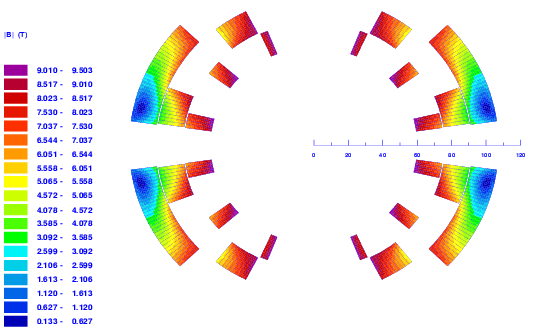 |B| (T)
9.010 - 9.503
8.517 - 9.010
8.023 - 8.517
7.530 - 8.023
7.037 - 7.530
6.544 - 7.037
6.051 - 6.544
5.558 - 6.051
5.065 - 5.558
4.572 - 5.065
4.078 - 4.572
3.585 - 4.078
3.092 - 3.585
2.599 - 3.092
2.106 - 2.599
1.613 - 2.106
1.120 - 1.613
0.627 - 1.120
0.133 - 0.627
0 20 40 60 80 100 120